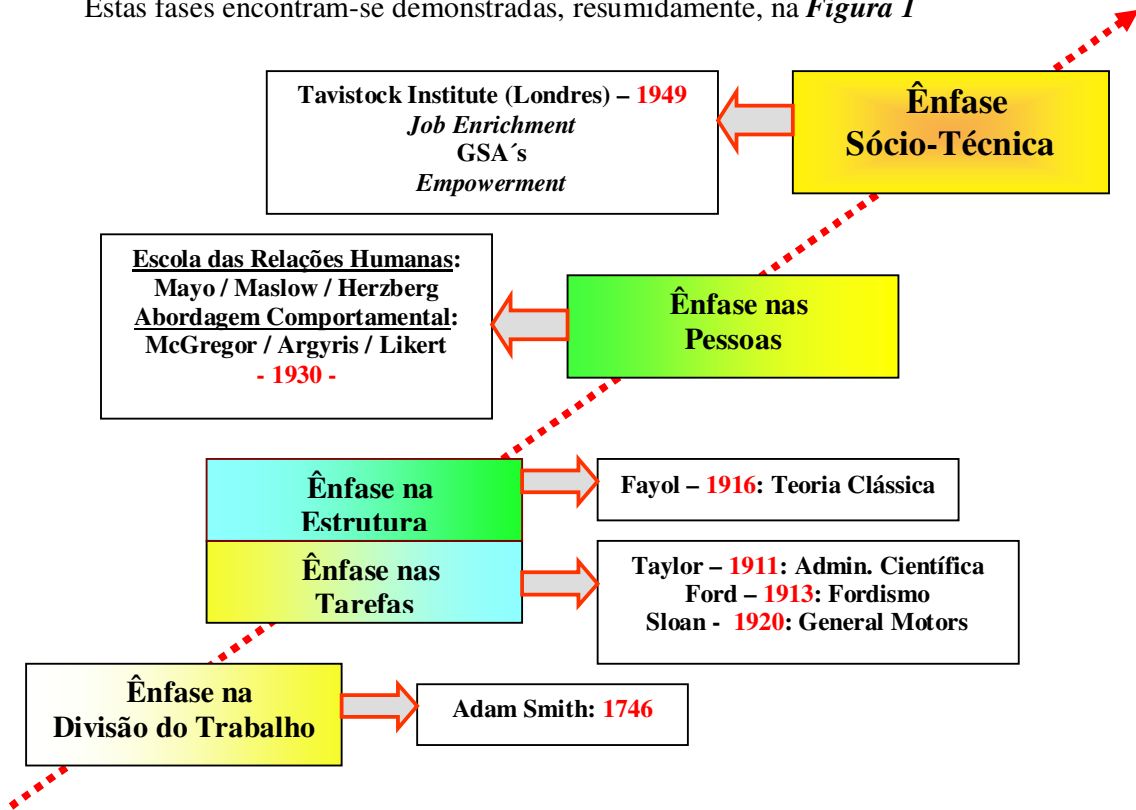 Estas fases encontram-se demonstradas, resumidamente, na Figura 1
Tavistock Institute (Londres) – 1949
Job Enrichment
GSA´s
Empowerment
Ênfase
Sócio-Técnica
Escola das Relações Humanas:
Mayo / Maslow / Herzberg
Abordagem Comportamental:
McGregor / Argyris / Likert
- 1930 -
Ênfase nas
Pessoas
Ênfase na
Estrutura
Fayol – 1916: Teoria Clássica
Ênfase nas
Tarefas
Taylor – 1911: Admin. Científica
Ford – 1913: Fordismo
Sloan - 1920: General Motors
Ênfase na
Divisão do Trabalho
Adam Smith: 1746